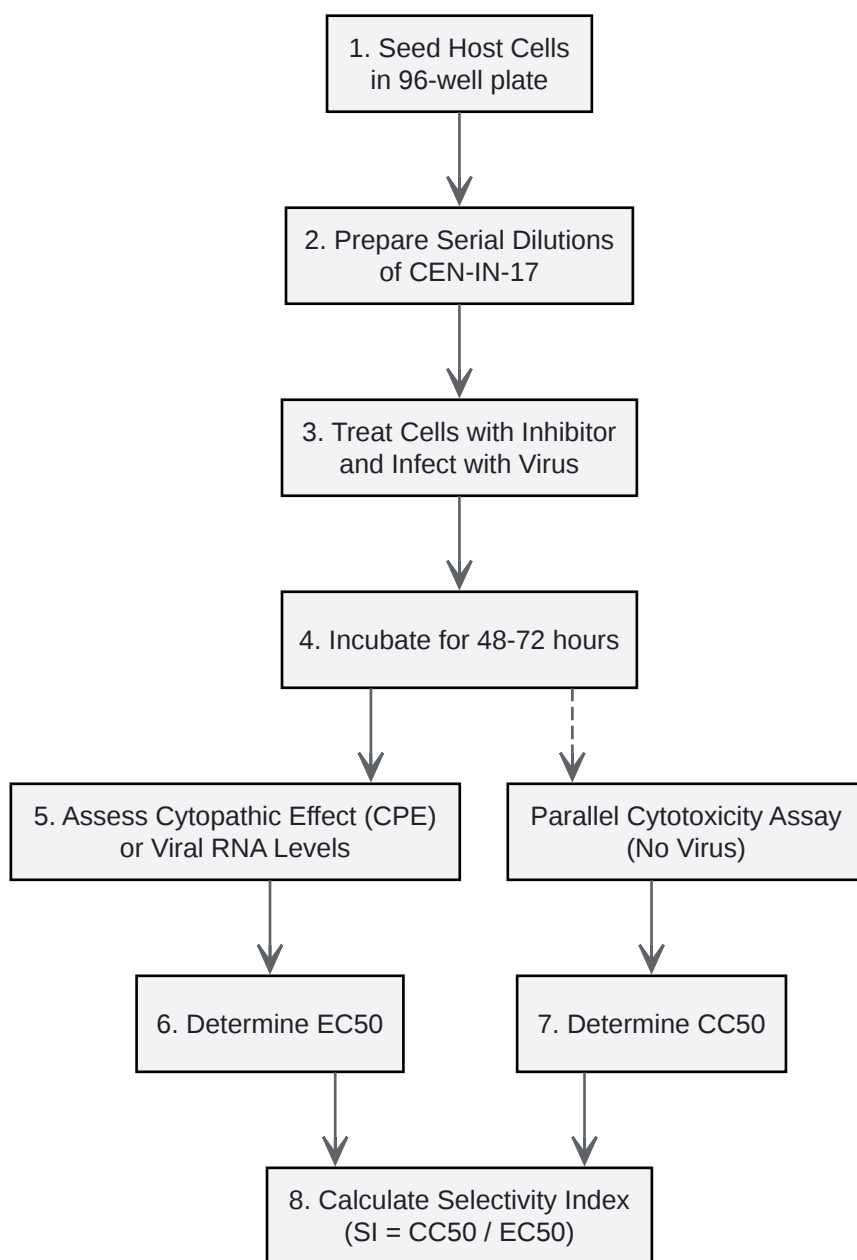 1. Seed Host Cells
in 96-well plate
2. Prepare Serial Dilutions
of CEN-IN-17
3. Treat Cells with Inhibitor
and Infect with Virus
4. Incubate for 48-72 hours
5. Assess Cytopathic Effect (CPE)
or Viral RNA Levels
Parallel Cytotoxicity Assay
(No Virus)
6. Determine EC50
7. Determine CC50
8. Calculate Selectivity Index
(SI = CC50 / EC50)